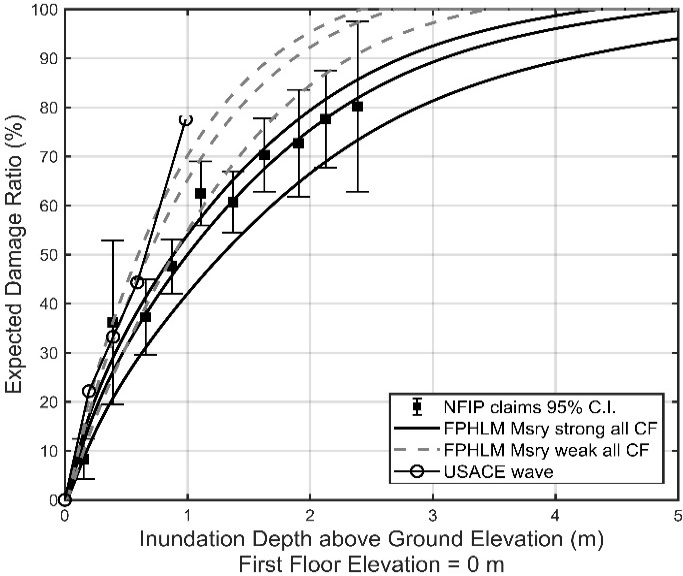 100
90
80
70
60
50
40
30
20
10
0
Expected Damage Ratio (%)
0 1 2 3 4 5
Inundation Depth above Ground Elevation (m)
First Floor Elevation = 0 m
NFIP claims 95% C.I.
FPHLM Msry strong all CF
FPHLM Msry weak all CF
USACE wave